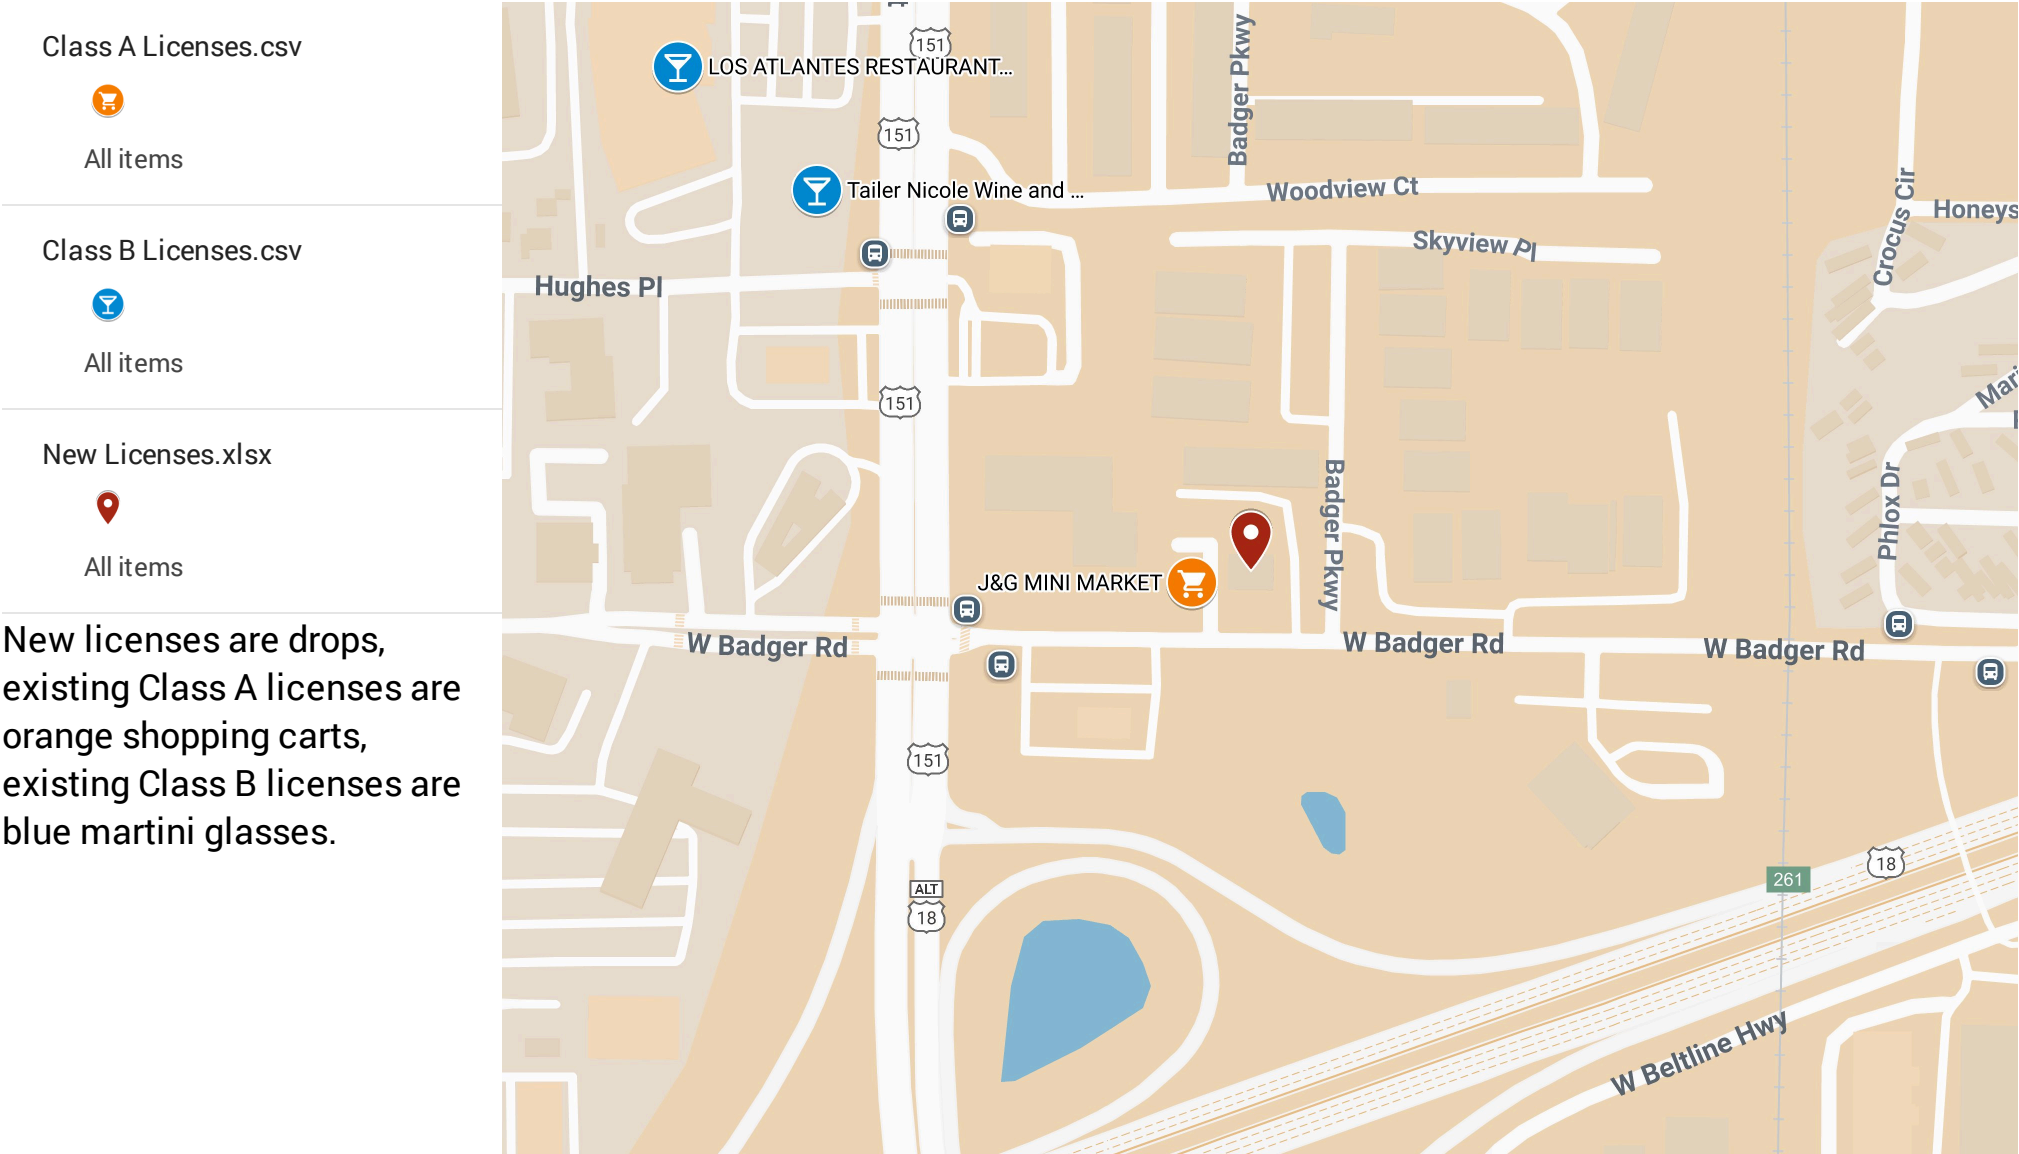 Class A Licenses.csv
All items
Class B Licenses.csv
All items
New Licenses.xlsx
All items
New licenses are drops,
existing Class A licenses are
orange shopping carts,
existing Class B licenses are
blue martini glasses.
151
LOS ATLANTES RESTAURANT...
Badger Pkwy
151
Tailer Nicole Wine and ...
Woodview Ct
Crocus Cir
Honeys
Skyview Pl
Hughes Pl
151
Mari
Badger Pkwy
Phlox Dr
J&G MINI MARKET
W Badger Rd
W Badger Rd
W Badger Rd
151
18
261
ALT
18
W Beltline Hwy